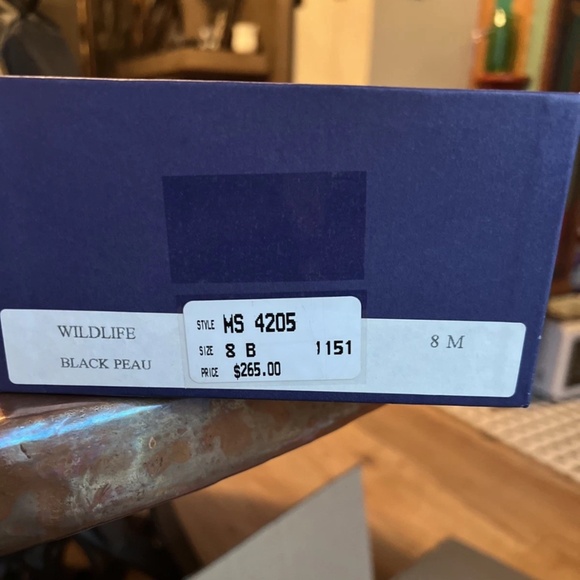 WILDLIFE
BLACK PEAU
STYLE MS 4205
SIZE 8 B 1151
PRICE $265.00
8 M